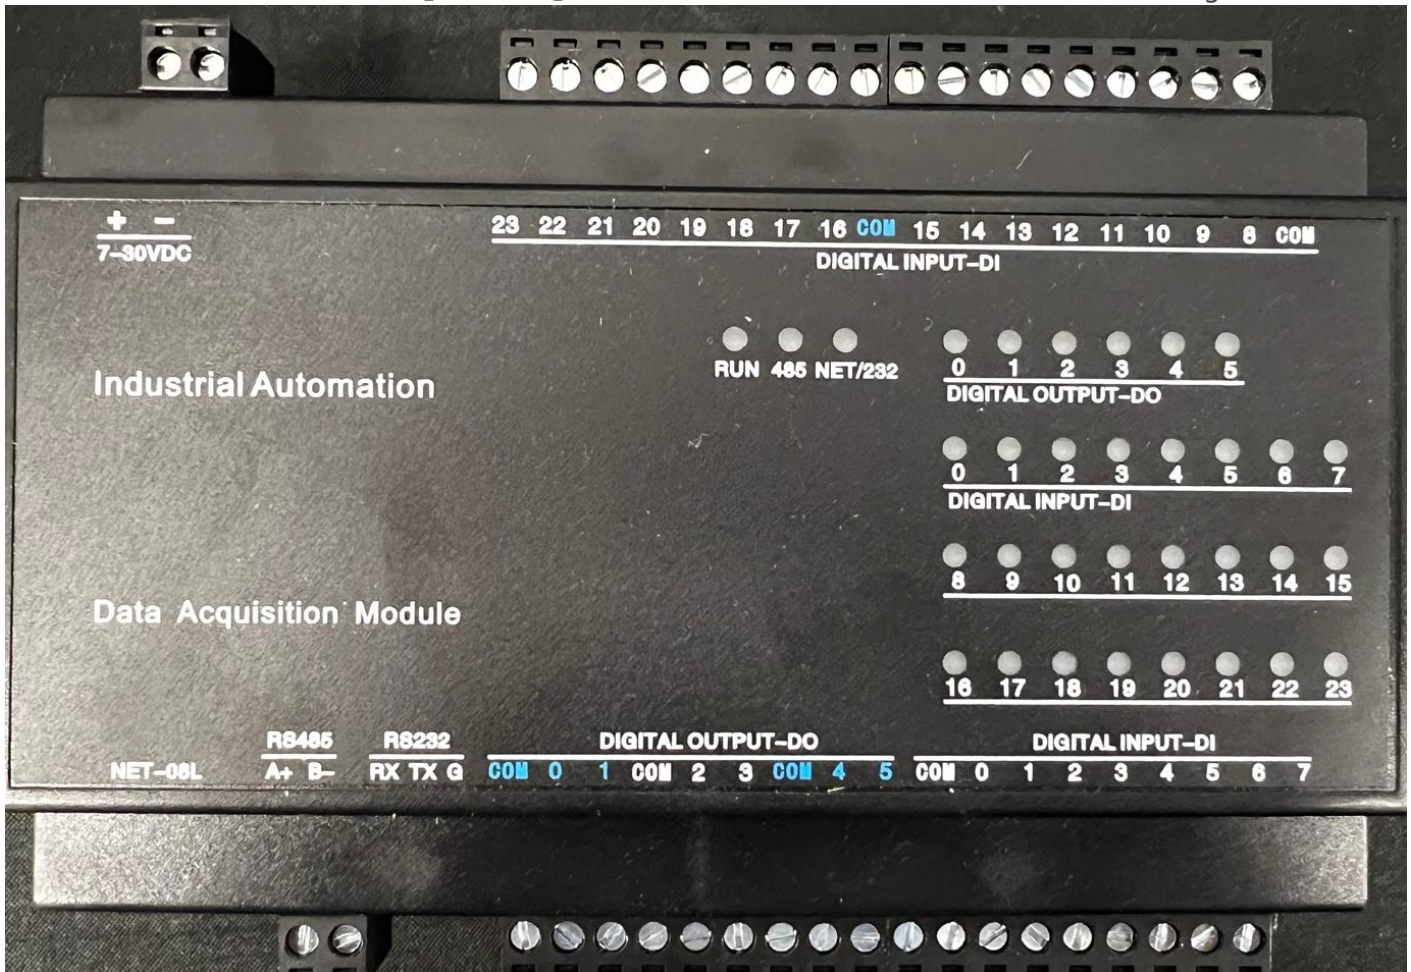 + −
7-30VDC
23 22 21 20 19 18 17 16 COM 15 14 13 12 11 10 9 8 COM
DIGITAL INPUT-DI
RUN 485 NET/232
0 1 2 3 4 5
DIGITAL OUTPUT-DO
Industrial Automation
0 1 2 3 4 5 6 7
DIGITAL INPUT-DI
8 9 10 11 12 13 14 15
Data Acquisition Module
16 17 18 19 20 21 22 23
RS485 RS232 DIGITAL OUTPUT-DO DIGITAL INPUT-DI
NET-08L A+ B− RX TX G COM 0 1 COM 2 3 COM 4 5 COM 0 1 2 3 4 5 6 7